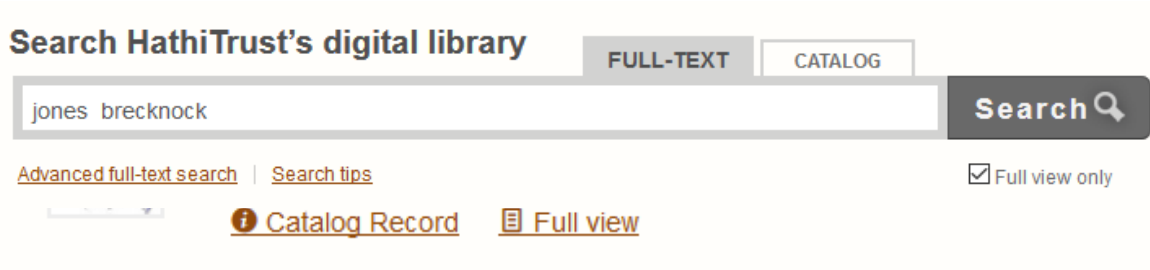 Search HathiTrust's digital library
FULL-TEXT CATALOG
jones brecknock Search
Advanced full-text search | Search tips Full view only
Catalog Record Full view